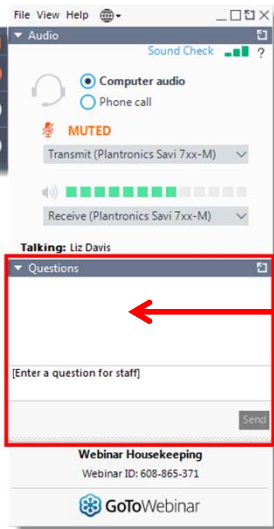 File View Help
Audio
Sound Check ?
Computer audio
Phone call
MUTED
Transmit (Plantronics Savi 7xx-M)
Receive (Plantronics Savi 7xx-M)
Talking: Liz Davis
Questions
[Enter a question for staff]
Send
Webinar Housekeeping
Webinar ID: 608-865-371
GoToWebinar